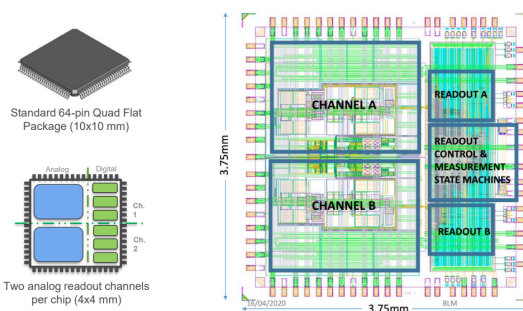 Standard 64-pin Quad Flat
Package (10x10 mm)
Analog
Digital
Ch.
1
Ch.
2
Two analog readout channels
per chip (4x4 mm)
3.75mm
CHANNEL A
CHANNEL B
READOUT A
READOUT
CONTROL &
MEASUREMENT
STATE MACHINES
READOUT B
16/04/2020
BLM
3.75mm